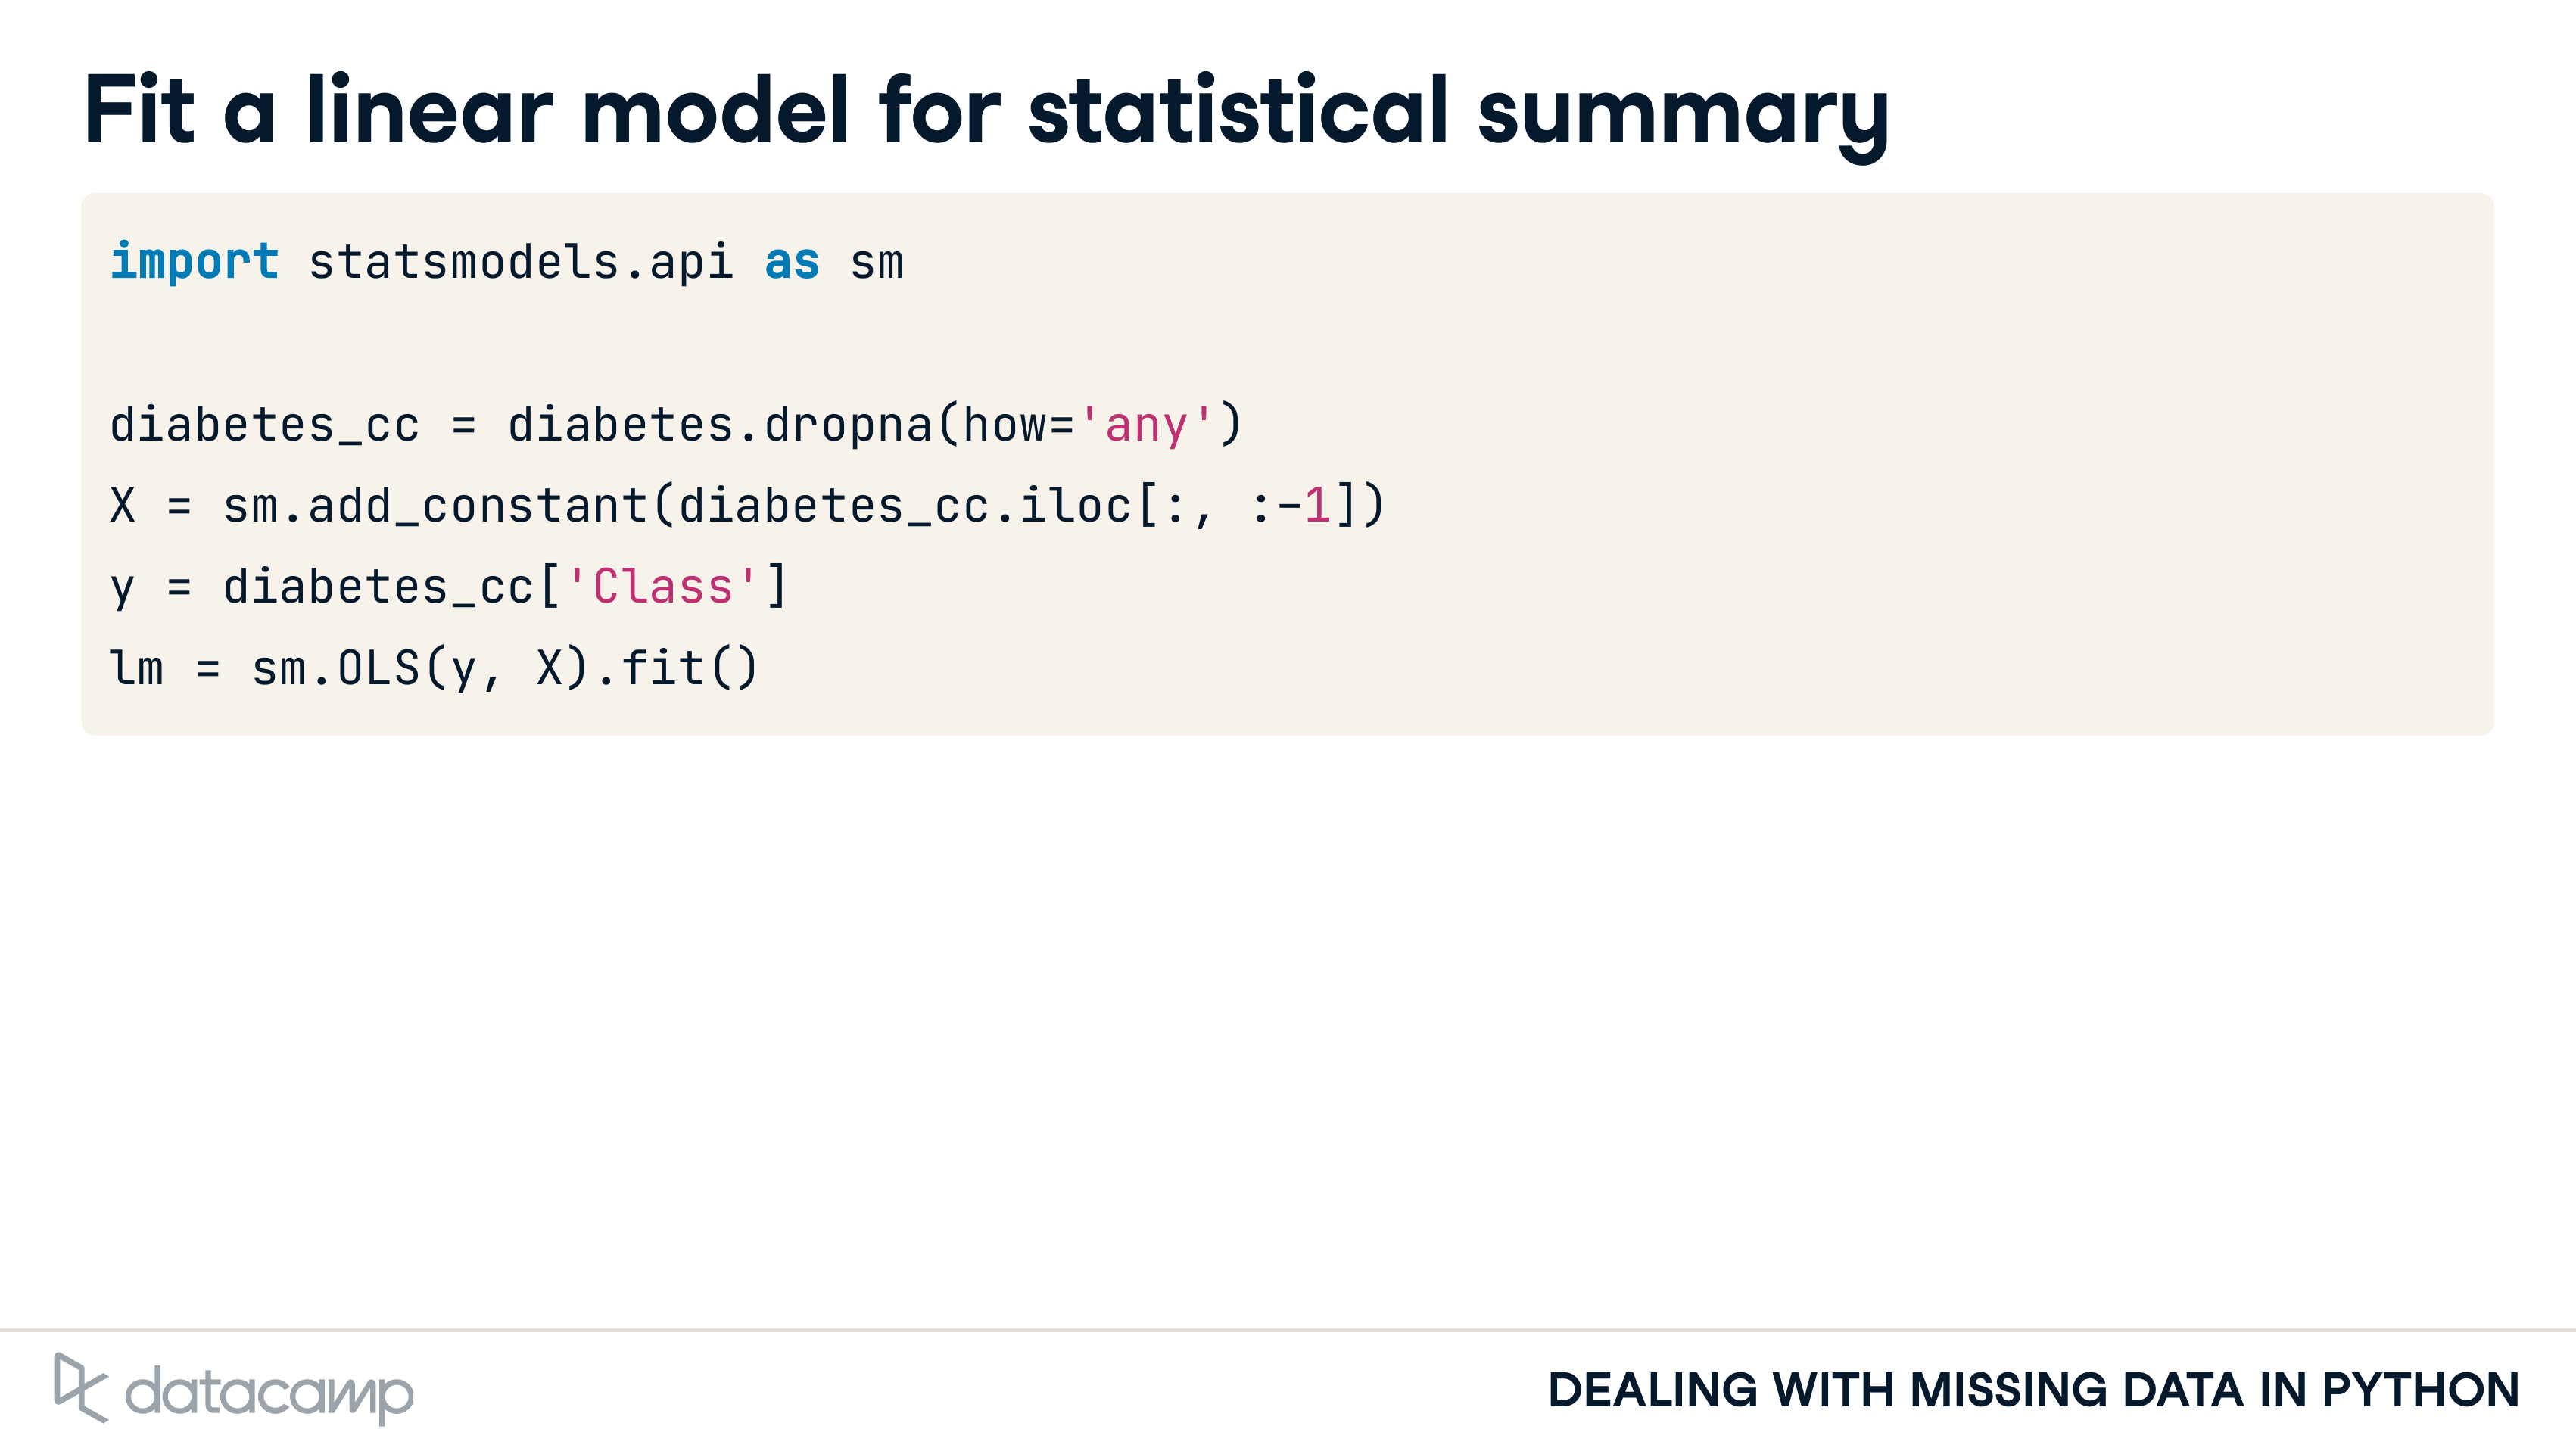 Fit a linear model for statistical summary
import statsmodels.api as sm
diabetes_cc = diabetes.dropna(how='any')
X = sm.add_constant(diabetes_cc.iloc[:, :-1])
y = diabetes_cc['Class']
lm = sm.OLS(y, X).fit()
datacamp
DEALING WITH MISSING DATA IN PYTHON